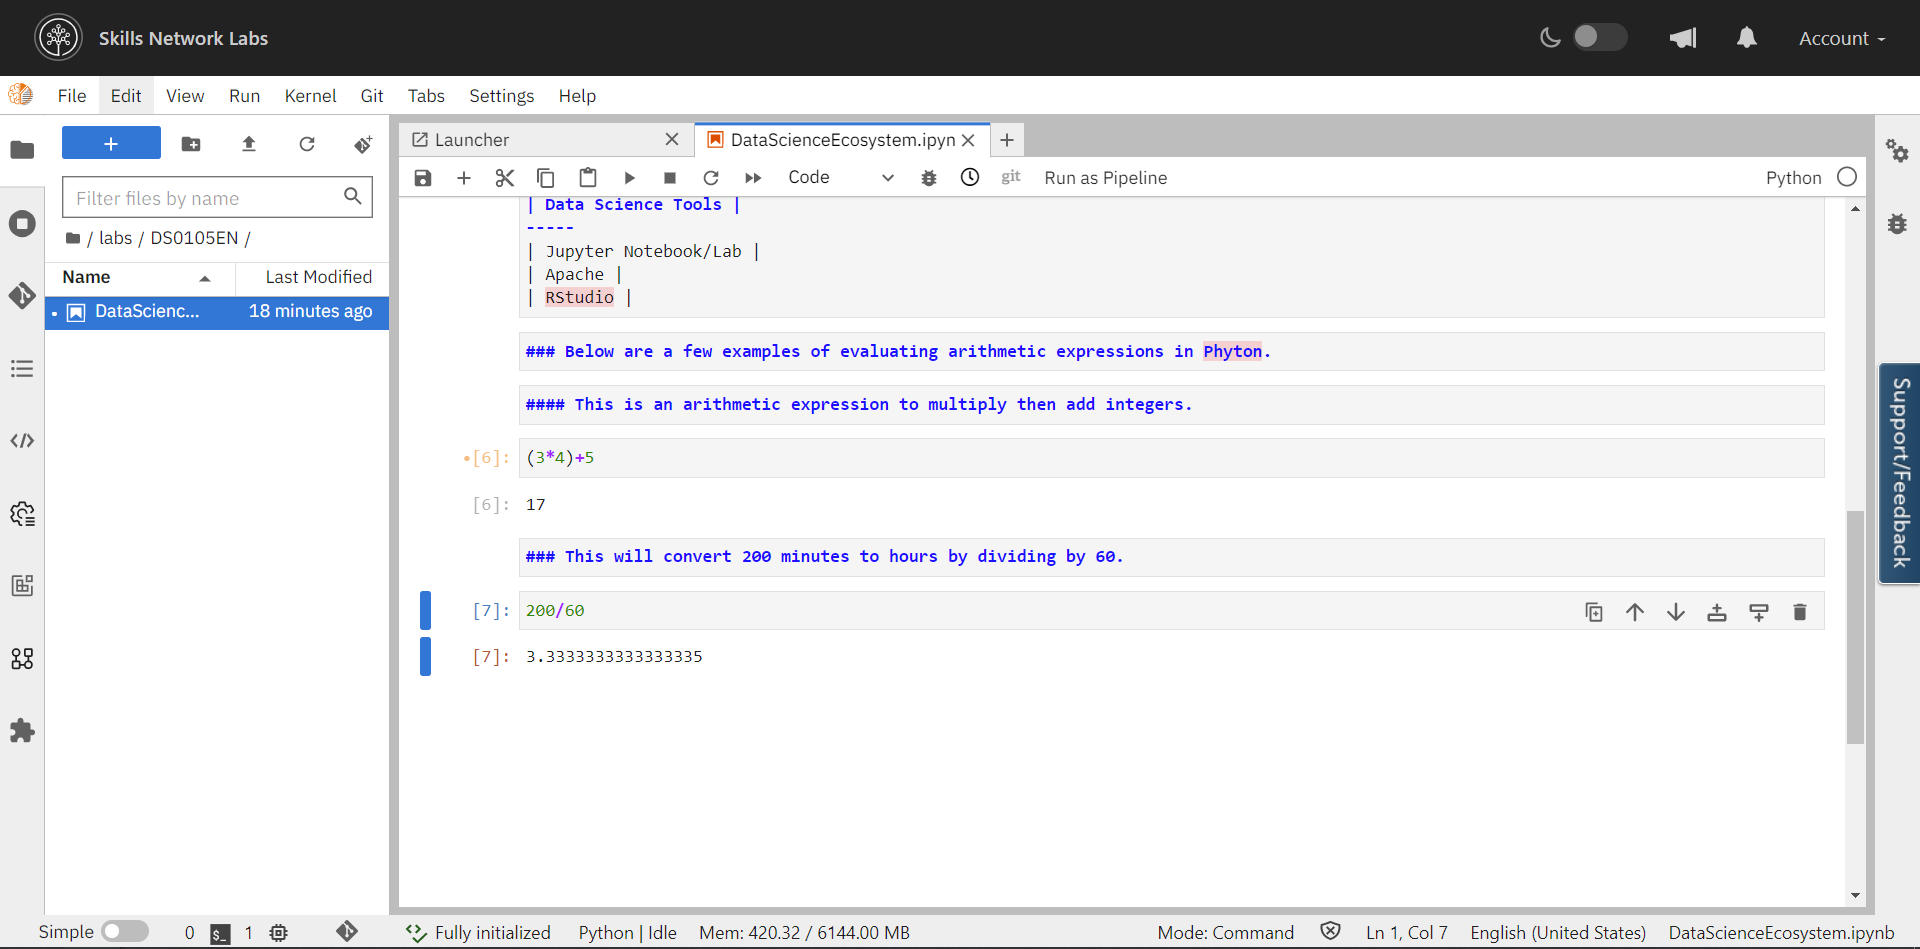 Skills Network Labs
Account
File Edit View Run Kernel Git Tabs Settings Help
Launcher
DataScienceEcosystem.ipyn
Code
git
Run as Pipeline
Python
Filter files by name
/ labs / DS0105EN /
Name Last Modified
DataScienc... 18 minutes ago
| Data Science Tools |
-----
| Jupyter Notebook/Lab |
| Apache |
| RStudio |
### Below are a few examples of evaluating arithmetic expressions in Phyton.
#### This is an arithmetic expression to multiply then add integers.
[6]: (3*4)+5
[6]: 17
### This will convert 200 minutes to hours by dividing by 60.
[7]: 200/60
[7]: 3.3333333333333335
Support/Feedback
Simple 0 $_ 1 Fully initialized Python | Idle Mem: 420.32 / 6144.00 MB Mode: Command Ln 1, Col 7 English (United States) DataScienceEcosystem.ipynb